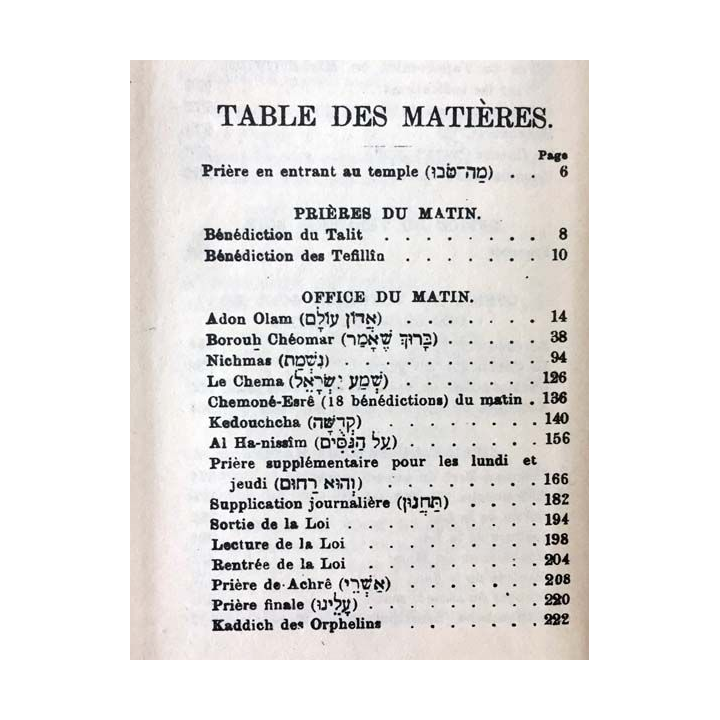 TABLE DES MATIÈRES.
Page
Prière en entrant au temple (מַה־טֹּבוּ) . . 6
PRIÈRES DU MATIN.
Bénédiction du Talit . . . . . . . . 8
Bénédiction des Tefillîn . . . . . . . 10
OFFICE DU MATIN.
Adon Olam (אֲדוֹן עוֹלָם) . . . . . . . 14
Borouh Chéomar (בָּרוּךְ שֶׁאָמַר) . . . . . 38
Nichmas (נִשְׁמַת) . . . . . . . . . 94
Le Chema (שְׁמַע יִשְׂרָאֵל) . . . . . . . 126
Chemoné-Esrê (18 bénédictions) du matin . 136
Kedouchcha (קְדֻשָּׁה) . . . . . . . . 140
Al Ha-nissîm (עַל הַנִּסִּים) . . . . . . . 156
Prière supplémentaire pour les lundi et
jeudi (וְהוּא רַחוּם) . . . . . . . . 166
Supplication journalière (תַּחֲנוּן) . . . . 182
Sortie de la Loi . . . . . . . . . 194
Lecture de la Loi . . . . . . . . . 198
Rentrée de la Loi . . . . . . . . . 204
Prière de Achrê (אַשְׁרֵי) . . . . . . . 208
Prière finale (עָלֵינוּ) . . . . . . . . 220
Kaddich des Orphelins . . . . . . . 222